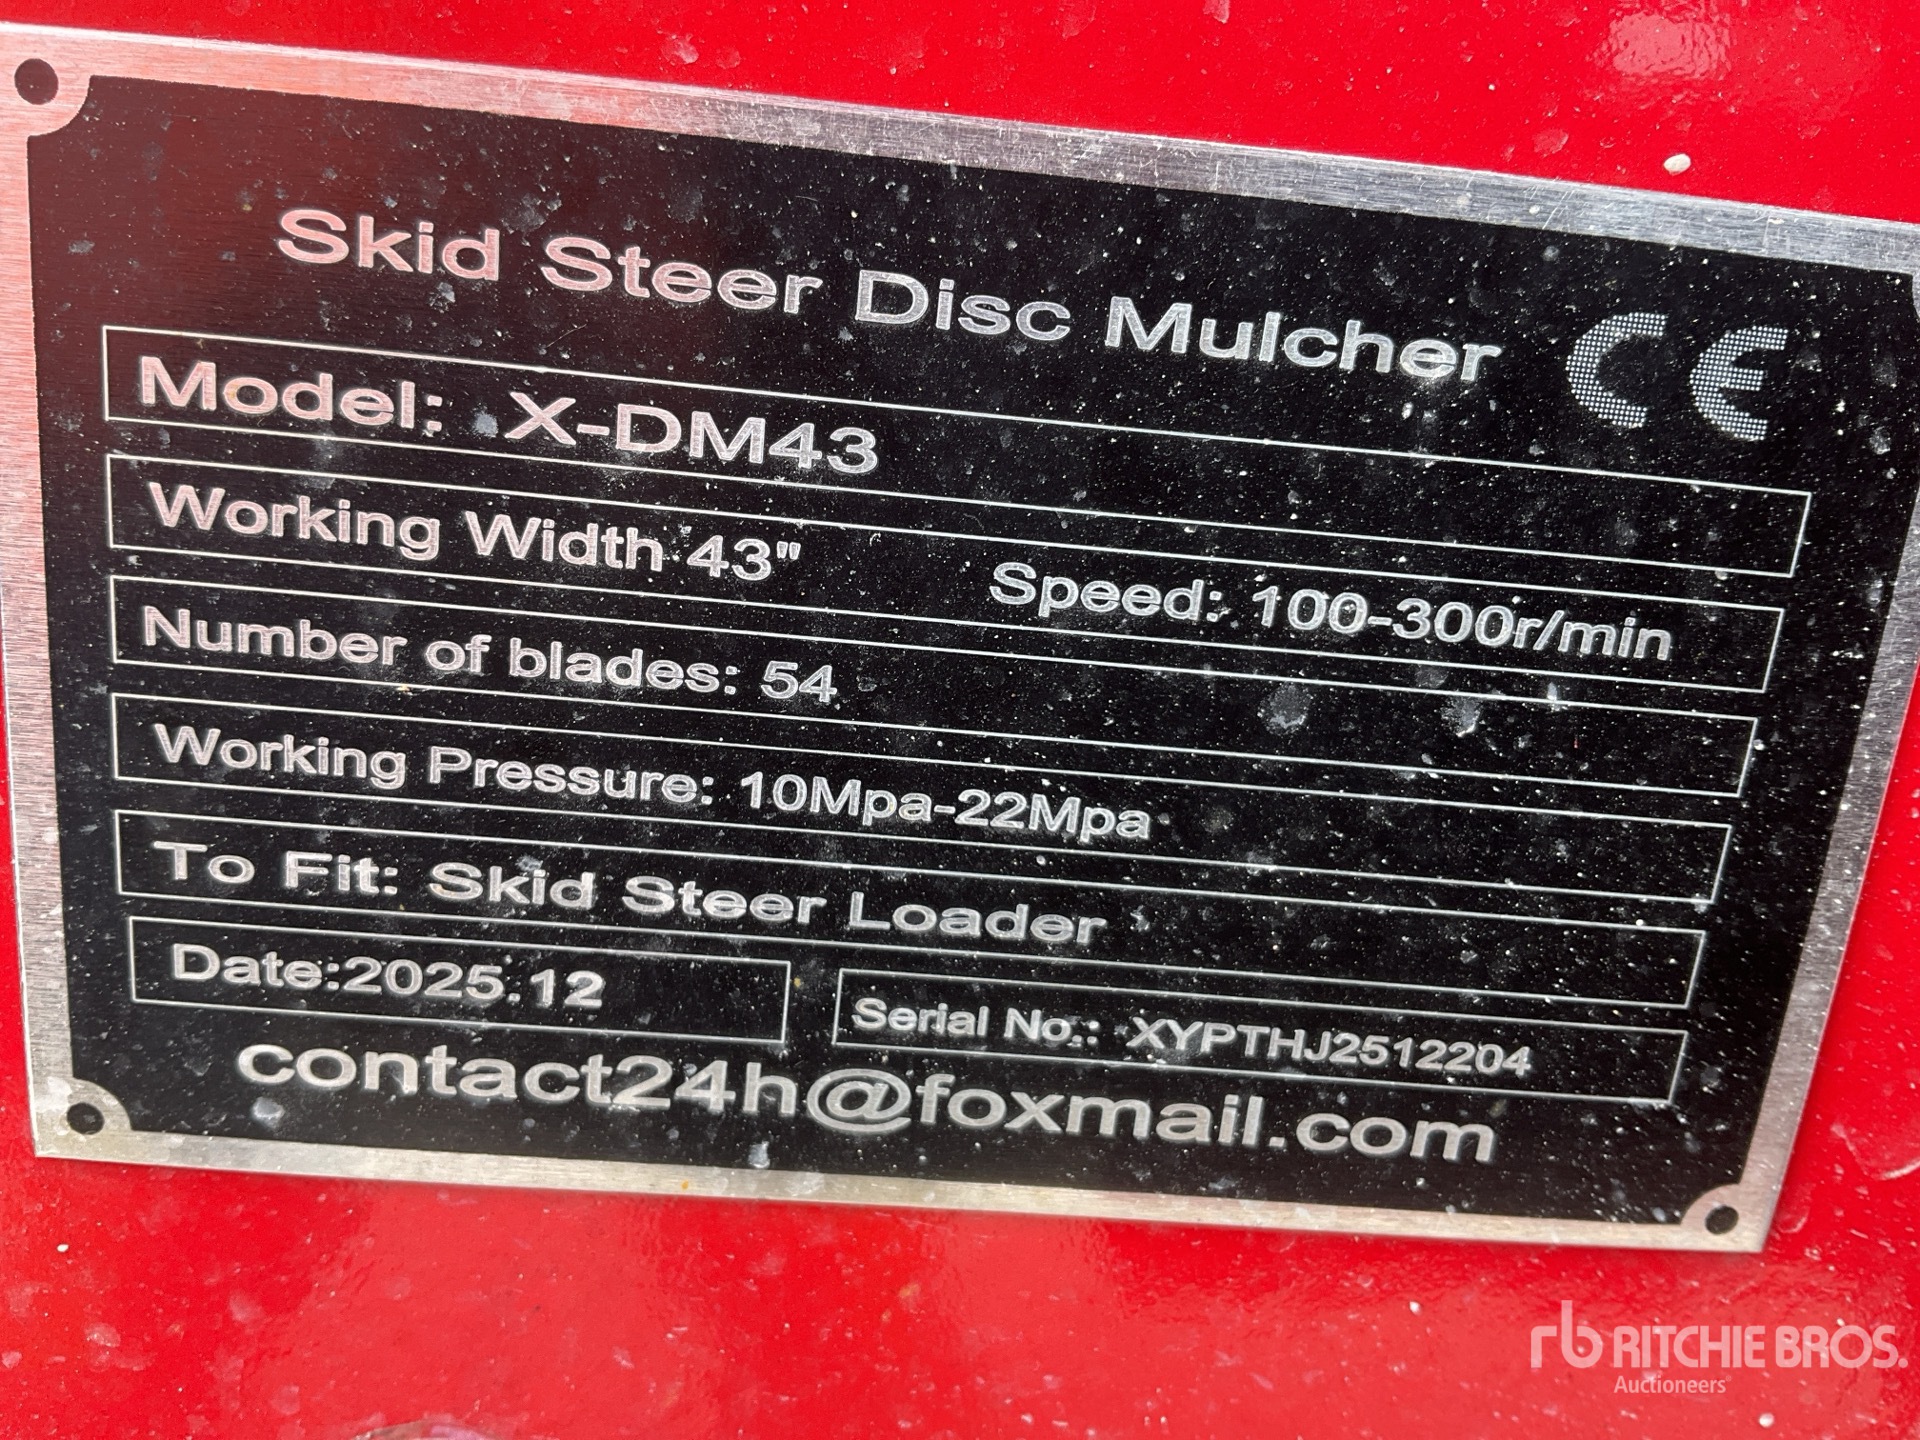 Skid Steer Disc Mulcher CE
Model: X-DM43
Working Width 43" Speed: 100-300r/min
Number of blades: 54
Working Pressure: 10Mpa-22Mpa
To Fit: Skid Steer Loader
Date:2025.12 Serial No.: XYPTHJ2512204
contact24h@foxmail.com
rb RITCHIE BROS.
Auctioneers